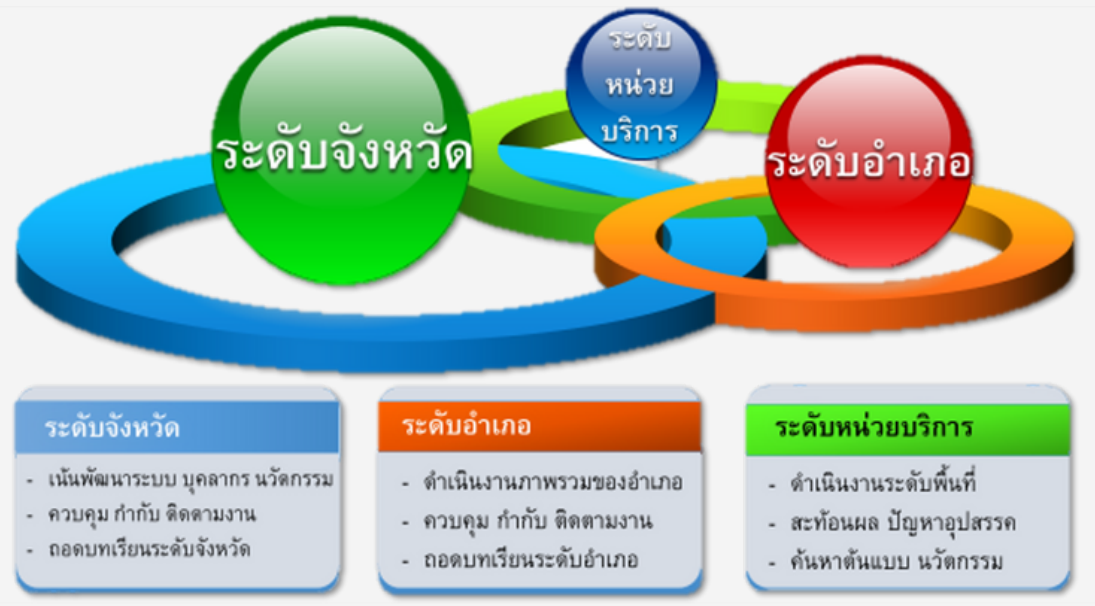 ระดับจังหวัด
ระดับ
หน่วย
บริการ
ระดับอำเภอ
ระดับจังหวัด
- เน้นพัฒนาระบบ บุคลากร นวัตกรรม
- ควบคุม กำกับ ติดตามงาน
- ถอดบทเรียนระดับจังหวัด
ระดับอำเภอ
- ดำเนินงานภาพรวมของอำเภอ
- ควบคุม กำกับ ติดตามงาน
- ถอดบทเรียนระดับอำเภอ
ระดับหน่วยบริการ
- ดำเนินงานระดับพื้นที่
- สะท้อนผล ปัญหาอุปสรรค
- ค้นหาต้นแบบ นวัตกรรม